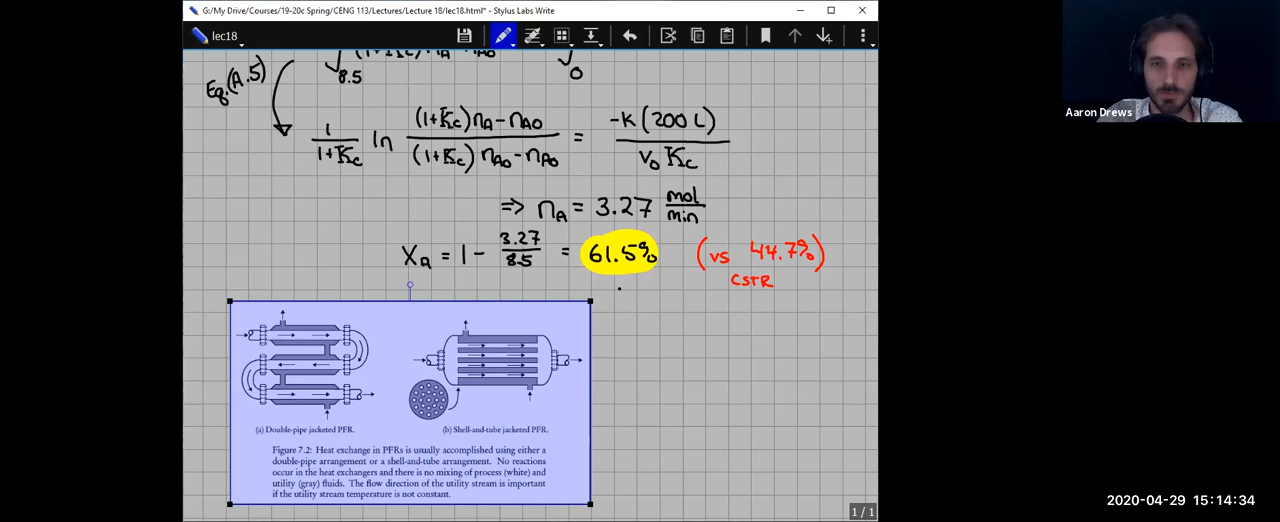 G:/My Drive/Courses/19-20c Spring/CENG 113/Lectures/Lecture 18/lec18.html* - Stylus Labs Write
lec18
Aaron Drews
8.5
0
Eq.(A.5)
1/(1+Kc) ln ((1+Kc)nA - nAO)/((1+Kc)nAO - nAO) = -k(200 L)/(v0 Kc)
⇒ nA = 3.27 mol/min
XA = 1 - 3.27/8.5 = 61.5% (vs 44.7%)
CSTR
(a) Double-pipe jacketed PFR.
(b) Shell-and-tube jacketed PFR.
Figure 7.2: Heat exchange in PFRs is usually accomplished using either a
double-pipe arrangement or a shell-and-tube arrangement. No reactions
occur in the heat exchangers and there is no mixing of process (white) and
utility (gray) fluids. The flow direction of the utility stream is important
if the utility stream temperature is not constant.
1 / 1
2020-04-29 15:14:34